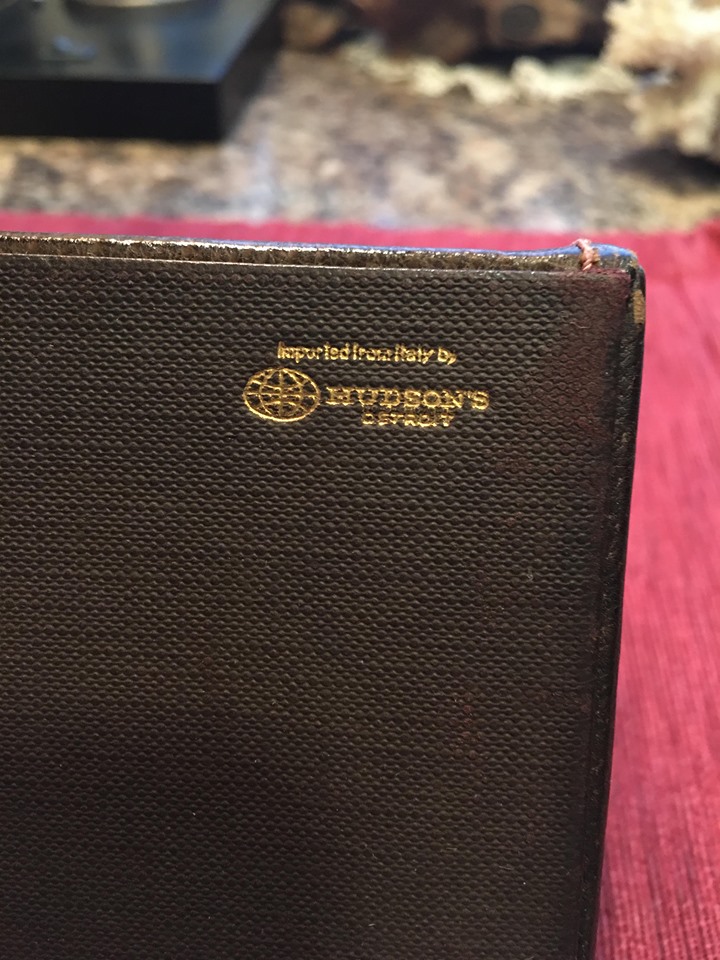 Imported from Italy by
HUDSON'S
DETROIT